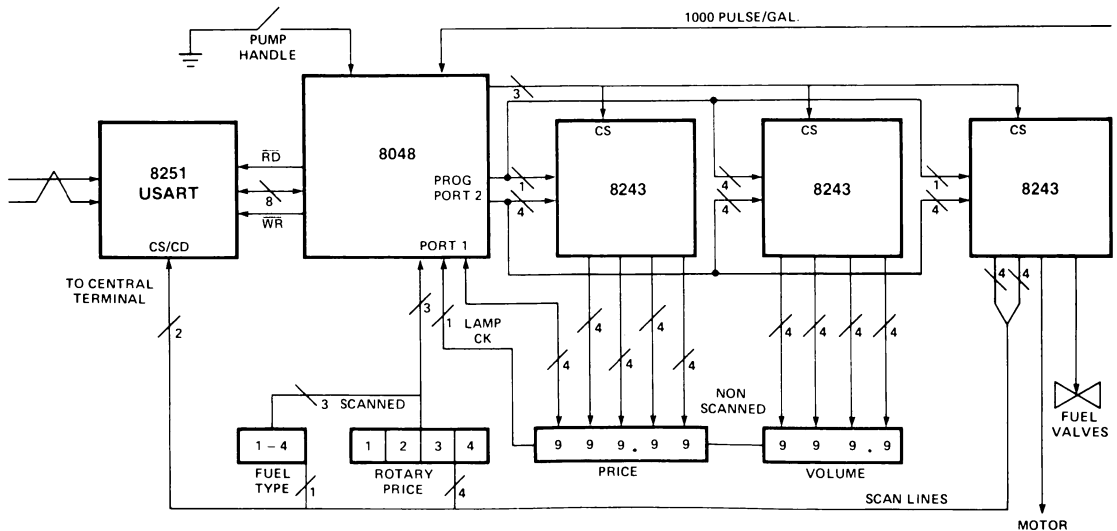 1000 PULSE/GAL.
PUMP
HANDLE
3
8251
USART
CS/CD
RD
8
WR
8048
PROG
PORT 2
PORT 1
CS
8243
1
4
CS
8243
4
4
CS
8243
1
4
TO CENTRAL
TERMINAL
2
3
1
LAMP
CK
4
4
4
4
4
4
4
4
4
4
4
NON
SCANNED
3 SCANNED
FUEL
VALVES
1 – 4
FUEL
TYPE
1
1 2 3 4
ROTARY
PRICE
4
9 9 9 . 9 9
PRICE
9 9 9 . 9
VOLUME
SCAN LINES
MOTOR